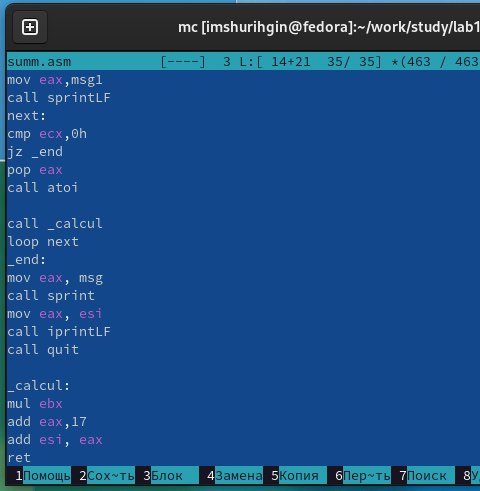 mc [imshurihgin@fedora]:~/work/study/lab1
summ.asm [----] 3 L:[ 14+21 35/ 35] *(463 / 463
mov eax,msg1
call sprintLF
next:
cmp ecx,0h
jz _end
pop eax
call atoi
call _calcul
loop next
_end:
mov eax, msg
call sprint
mov eax, esi
call iprintLF
call quit
_calcul:
mul ebx
add eax,17
add esi, eax
ret
1Помощь 2Сох~ть 3Блок 4Замена 5Копия 6Пер~ть 7Поиск 8У